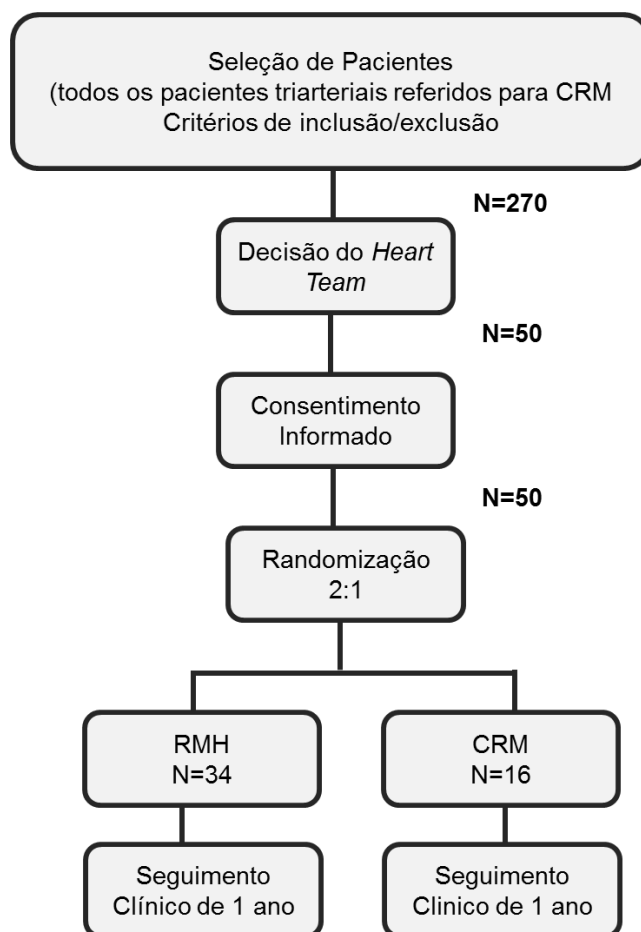 Seleção de Pacientes
(todos os pacientes triarteriais referidos para CRM
Critérios de inclusão/exclusão
N=270
Decisão do Heart
Team
N=50
Consentimento
Informado
N=50
Randomização
2:1
RMH
N=34
CRM
N=16
Seguimento
Clínico de 1 ano
Seguimento
Clinico de 1 ano